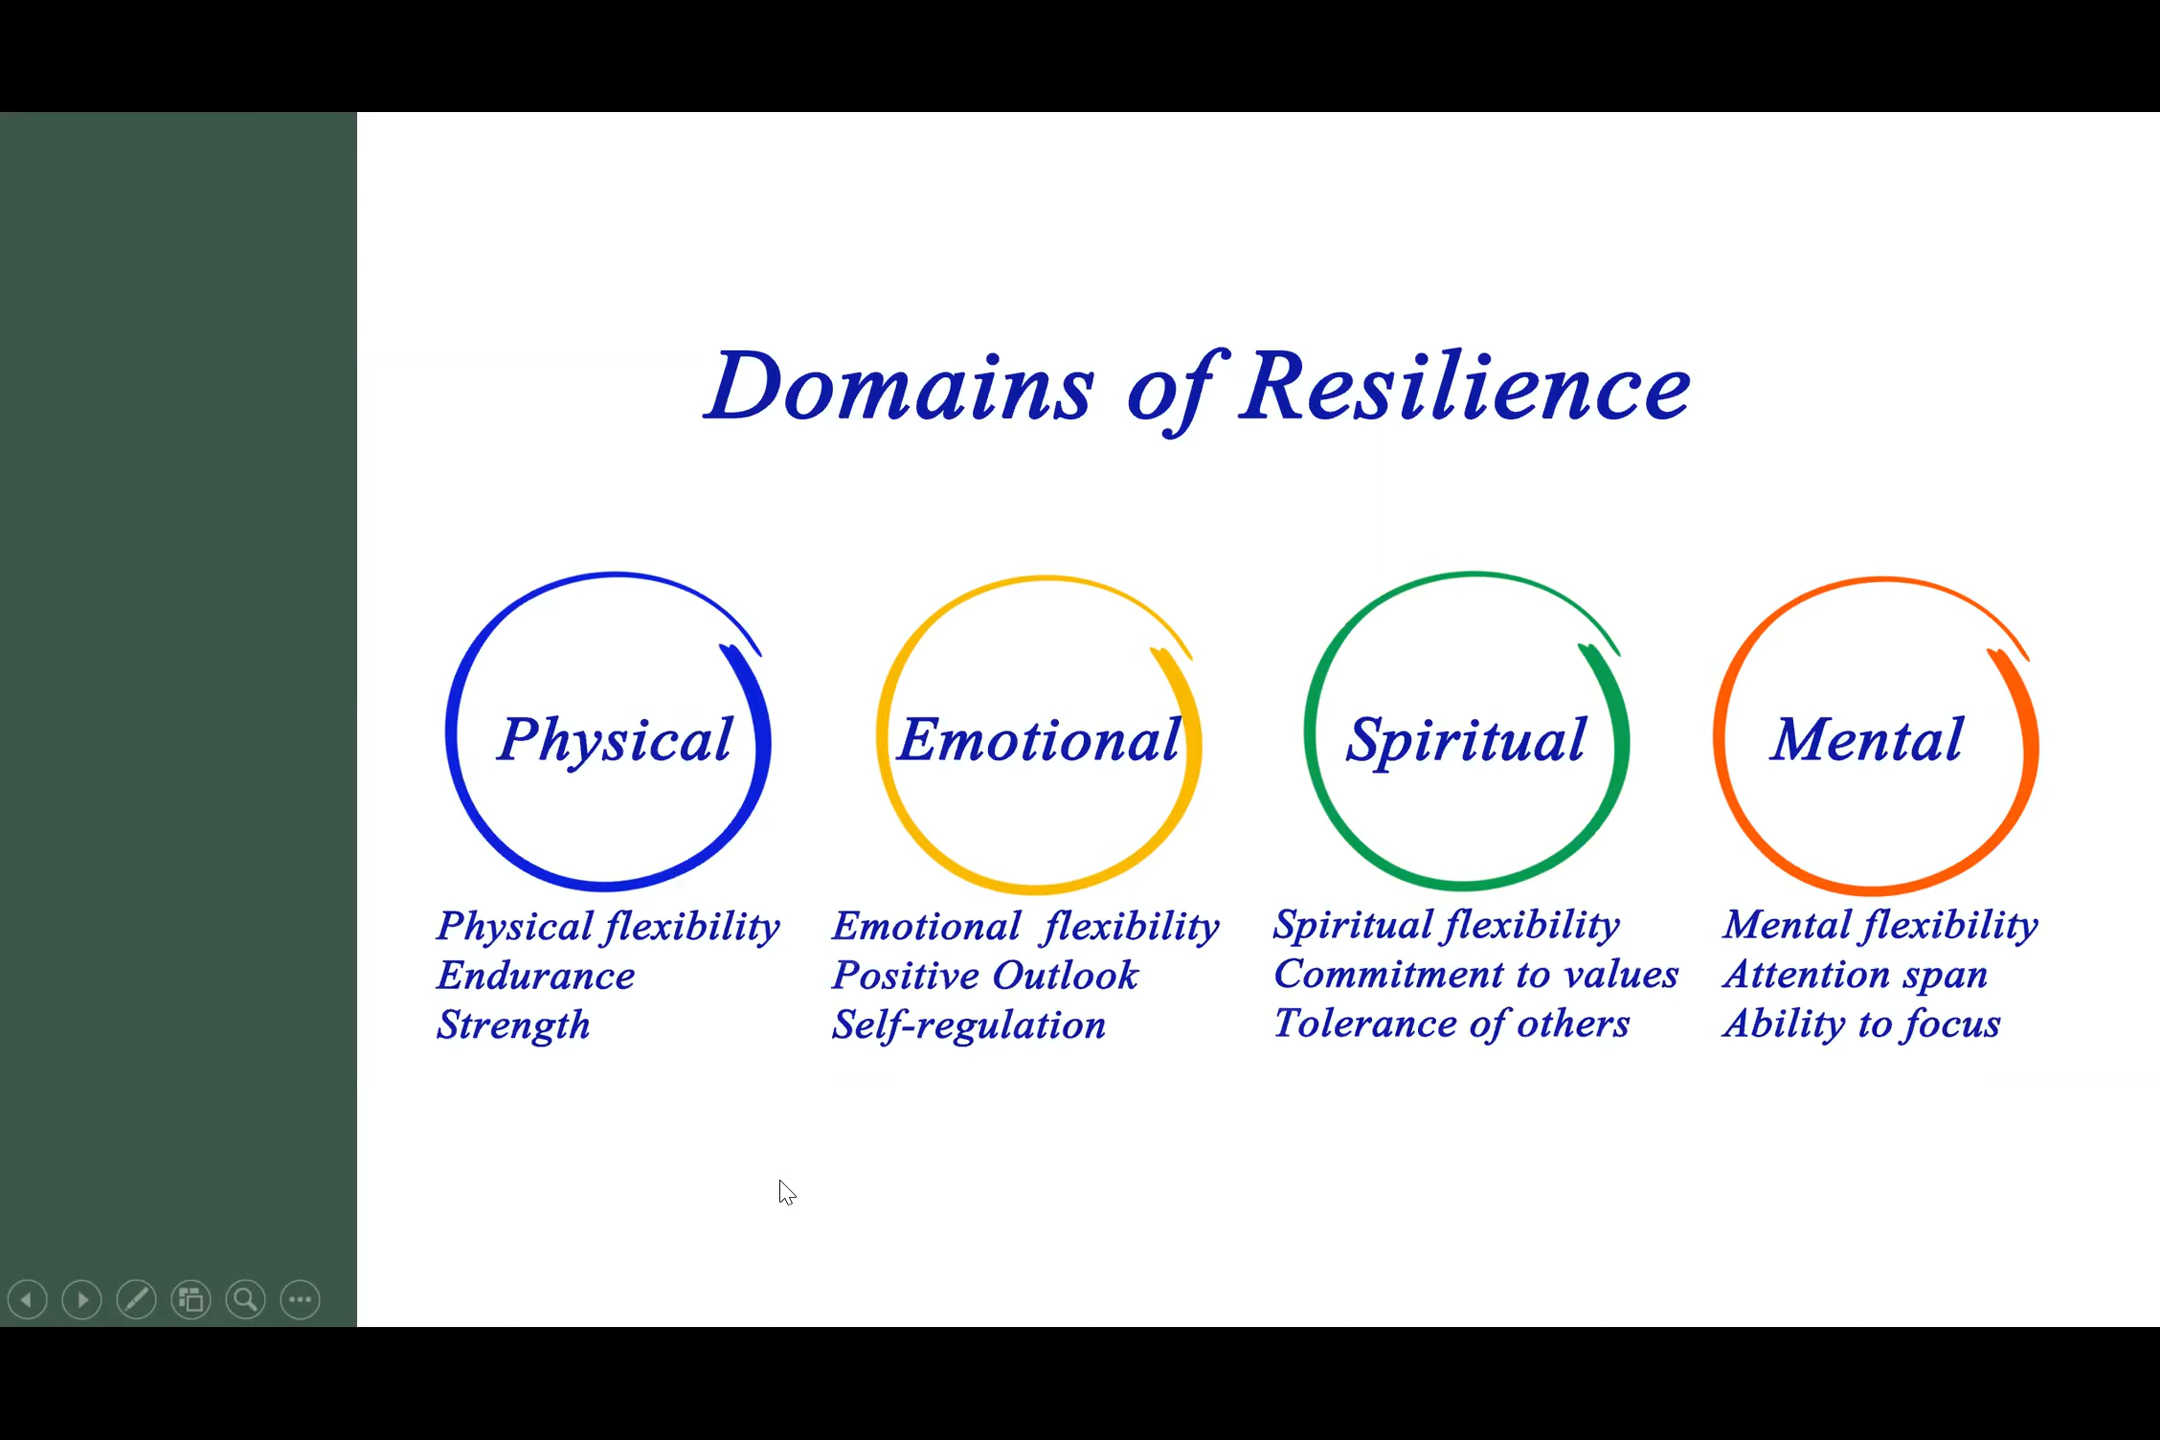 Domains of Resilience
Physical
Emotional
Spiritual
Mental
Physical flexibility
Endurance
Strength
Emotional flexibility
Positive Outlook
Self-regulation
Spiritual flexibility
Commitment to values
Tolerance of others
Mental flexibility
Attention span
Ability to focus